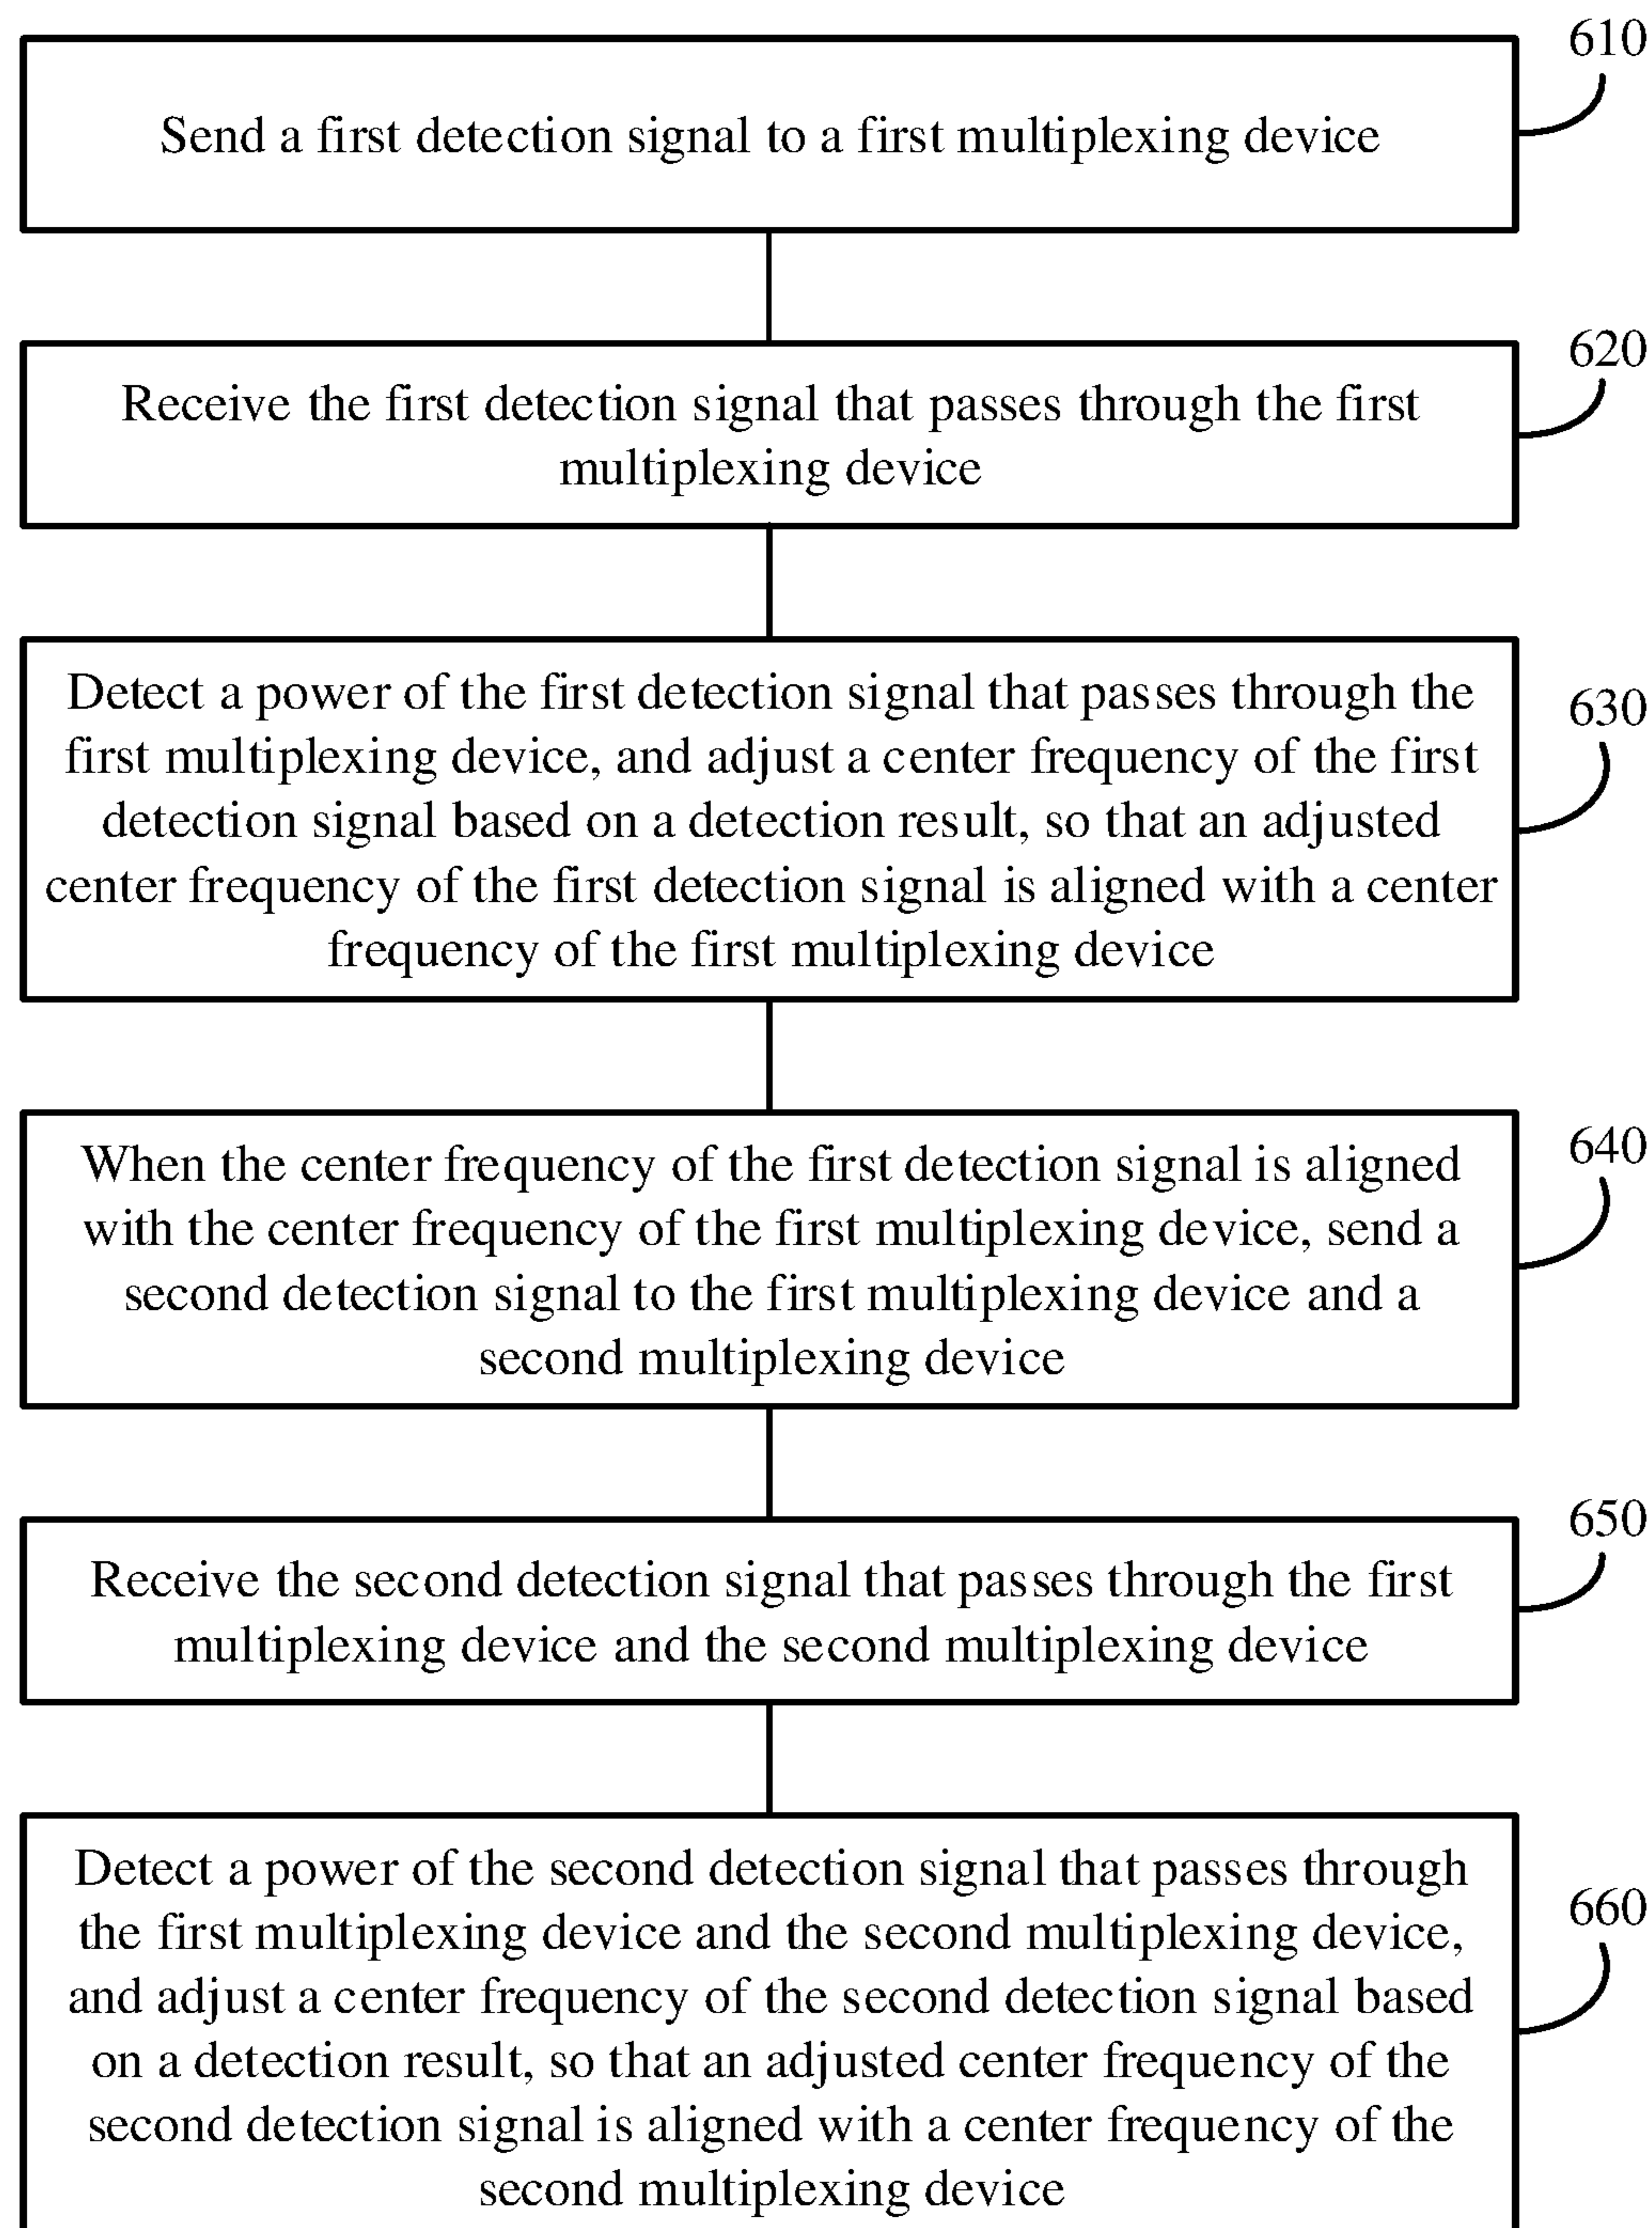 610
Send a first detection signal to a first multiplexing device
620
Receive the first detection signal that passes through the first
multiplexing device
630
Detect a power of the first detection signal that passes through the
first multiplexing device, and adjust a center frequency of the first
detection signal based on a detection result, so that an adjusted
center frequency of the first detection signal is aligned with a center
frequency of the first multiplexing device
640
When the center frequency of the first detection signal is aligned
with the center frequency of the first multiplexing device, send a
second detection signal to the first multiplexing device and a
second multiplexing device
650
Receive the second detection signal that passes through the first
multiplexing device and the second multiplexing device
660
Detect a power of the second detection signal that passes through
the first multiplexing device and the second multiplexing device,
and adjust a center frequency of the second detection signal based
on a detection result, so that an adjusted center frequency of the
second detection signal is aligned with a center frequency of the
second multiplexing device